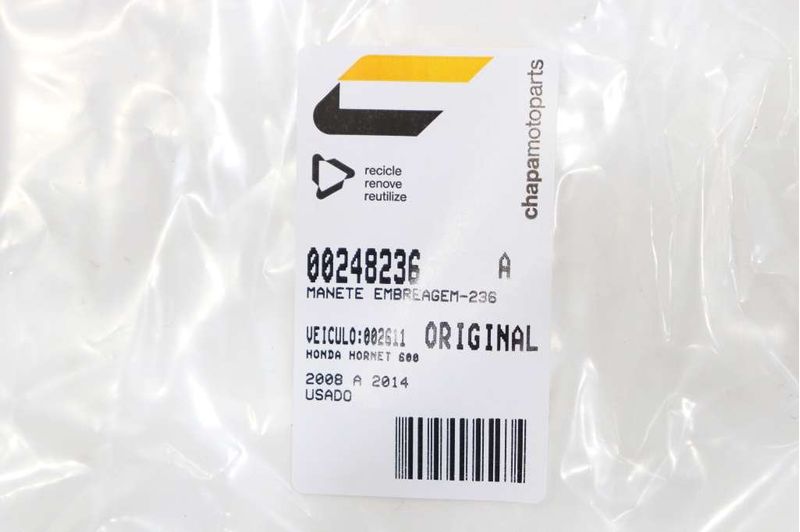 chapamotoparts
recicle
renove
reutilize
00248236 A
MANETE EMBREAGEM-236
VEICULO:002611 ORIGINAL
HONDA HORNET 600
2008 A 2014
USADO